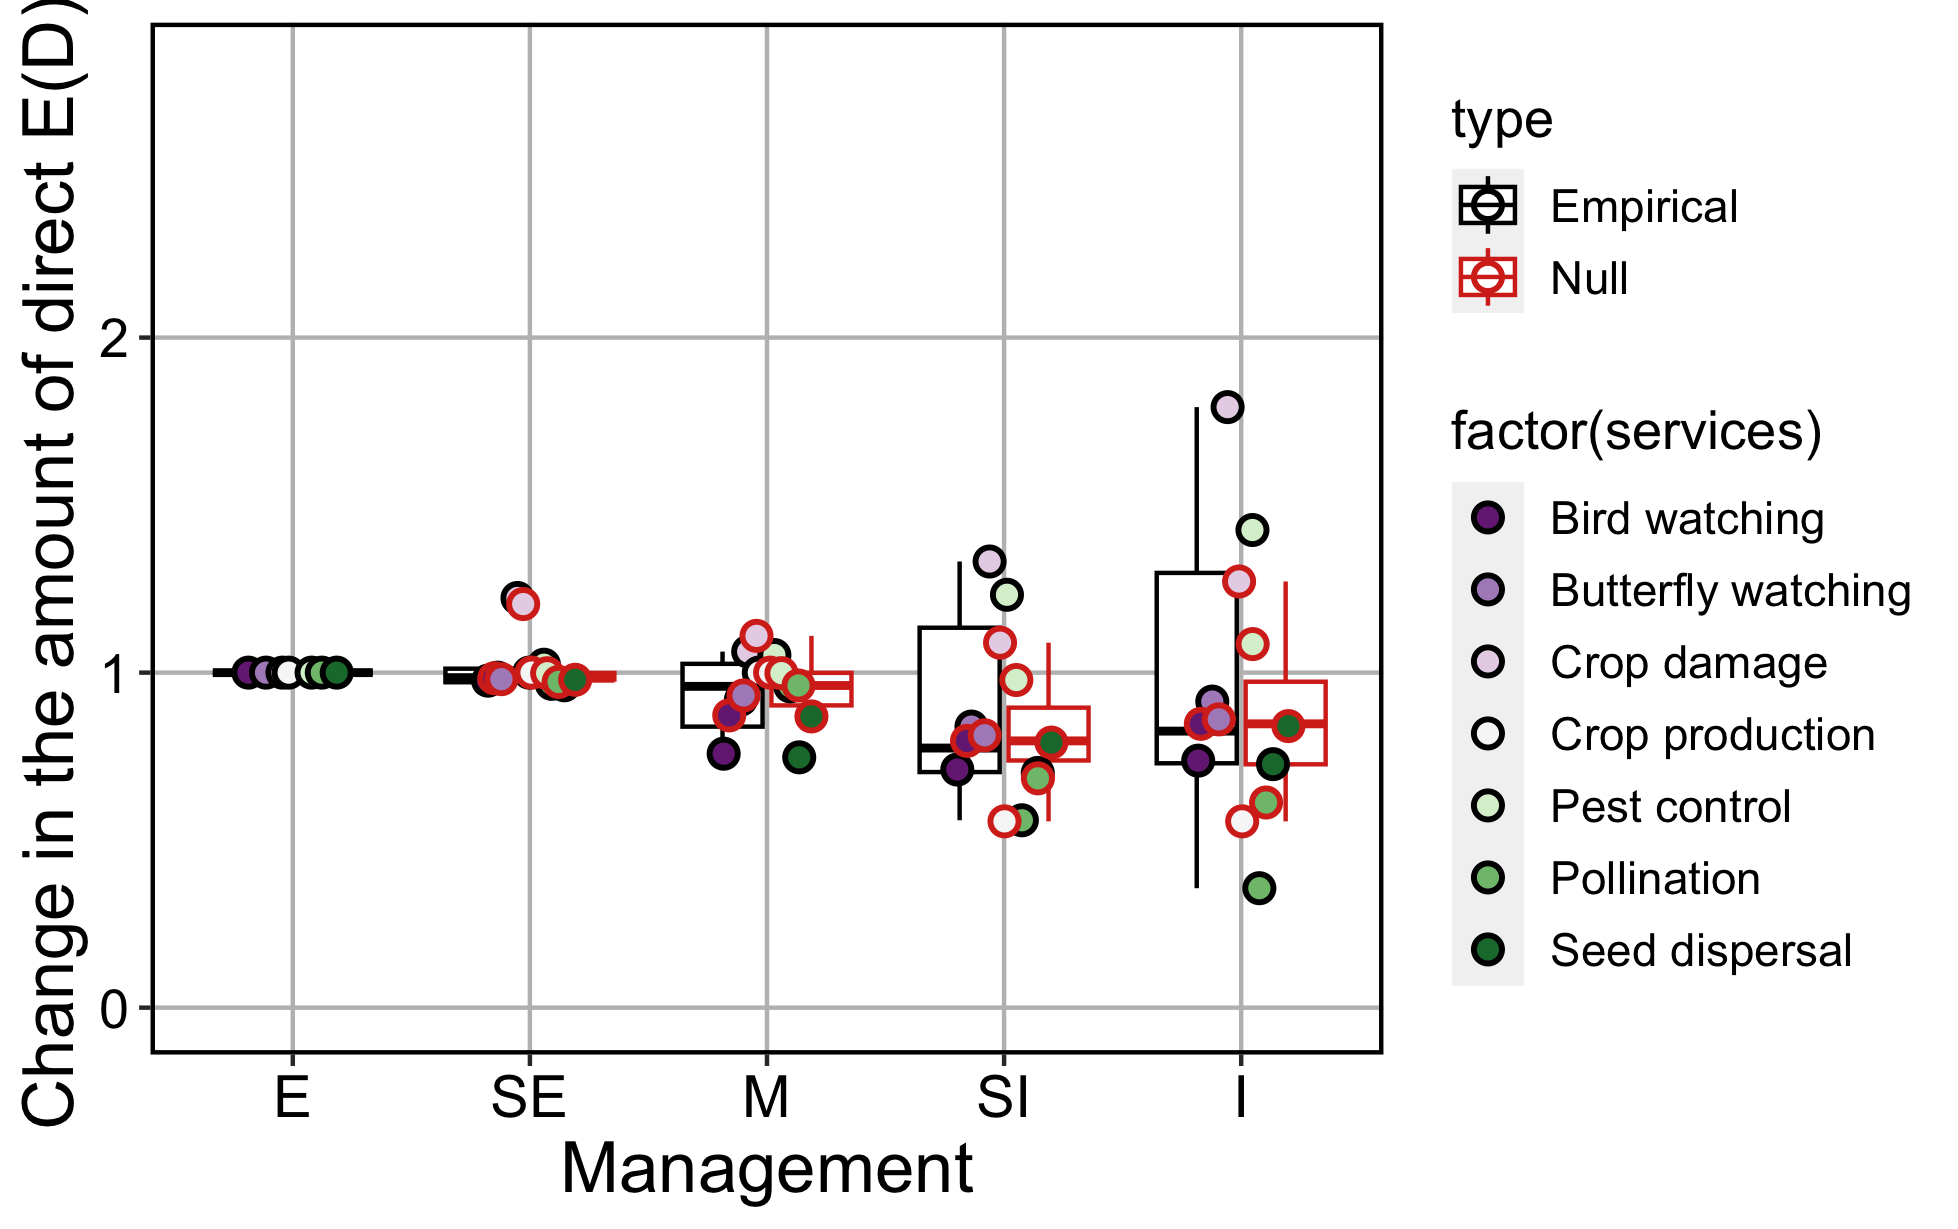 Change in the amount of direct E(D)
2
1
0
E SE M SI I
Management
type
Empirical
Null
factor(services)
Bird watching
Butterfly watching
Crop damage
Crop production
Pest control
Pollination
Seed dispersal